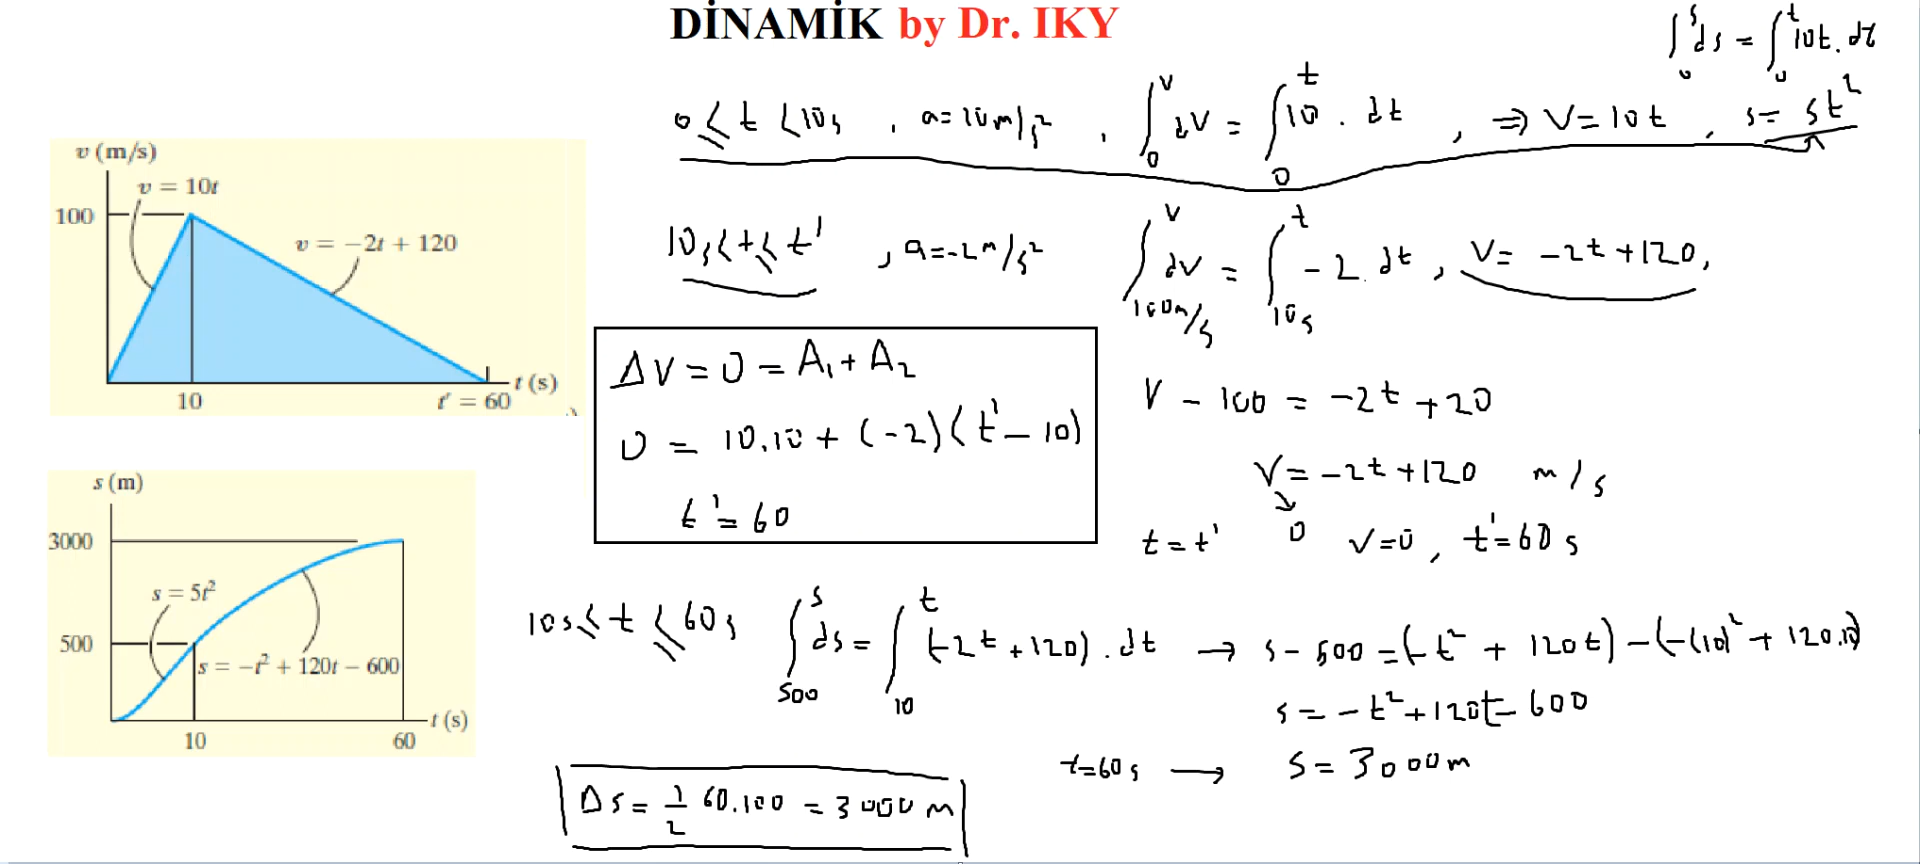 DİNAMİK by Dr. IKY
∫₀ˢ ds = ∫₀ᵗ 10t . dt
0 ≤ t < 10s , a = 10 m/s² , ∫₀ⱽ dV = ∫₀ᵗ 10 . dt , ⇒ V = 10t , s = 5t²
v (m/s)
v = 10t
100
v = −2t + 120
t (s)
10
t' = 60
10s < t ≤ t' , a = -2 m/s² ∫ dV = ∫ -2 . dt , V = -2t + 120 ,
V
t
100m/s
10s
ΔV = 0 = A₁ + A₂
0 = 10.10 + (-2)(t' - 10)
t' = 60
V - 100 = -2t + 20
V = -2t + 120 m/s
t = t' 0 V = 0 , t' = 60 s
s (m)
3000
s = 5t²
500
s = −t² + 120t − 600
t (s)
10
60
10s ≤ t ≤ 60s ∫ ds = ∫ (-2t + 120) . dt → s - 500 = (-t² + 120t) - (-(10)² + 120.10)
s
t
500
10
s = -t² + 120t - 600
t = 60s → s = 3000m
Δs = 1/2 60.100 = 3000 m